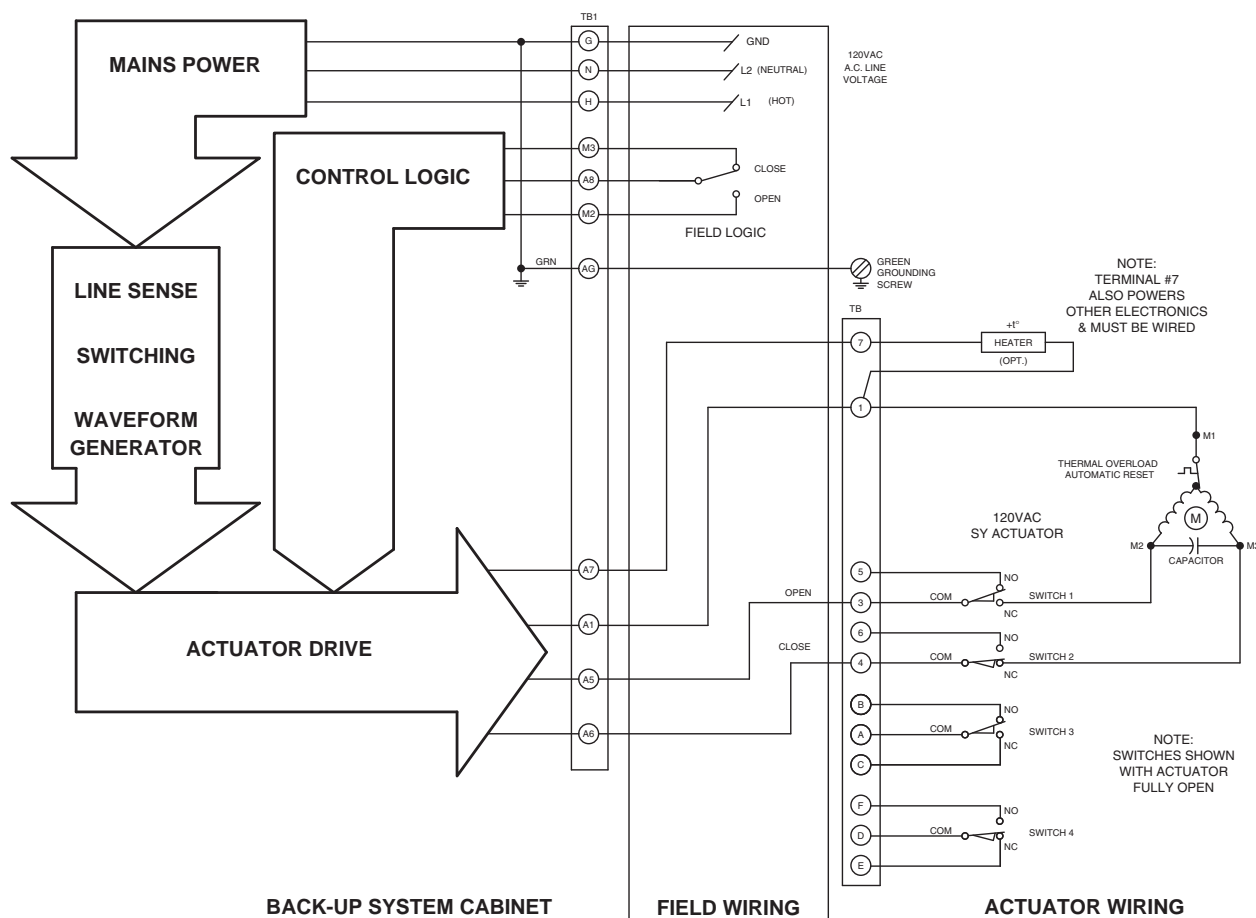 TB1
MAINS POWER
G
GND
N
L2 (NEUTRAL)
H
L1 (HOT)
120VAC
A.C. LINE
VOLTAGE
CONTROL LOGIC
M3
CLOSE
A8
M2
OPEN
FIELD LOGIC
GRN
AG
GREEN
GROUNDING
SCREW
NOTE:
TERMINAL #7
ALSO POWERS
OTHER ELECTRONICS
& MUST BE WIRED
LINE SENSE
SWITCHING
WAVEFORM
GENERATOR
TB
7
+t°
HEATER
(OPT.)
1
M1
THERMAL OVERLOAD
AUTOMATIC RESET
M
M2
CAPACITOR
120VAC
SY ACTUATOR
ACTUATOR DRIVE
A7
A1
A5
A6
OPEN
CLOSE
5
NO
3
COM
SWITCH 1
NC
6
NO
4
COM
SWITCH 2
NC
B
NO
A
COM
SWITCH 3
NC
C
F
NO
D
COM
SWITCH 4
NC
E
NOTE:
SWITCHES SHOWN
WITH ACTUATOR
FULLY OPEN
BACK-UP SYSTEM CABINET
FIELD WIRING
ACTUATOR WIRING